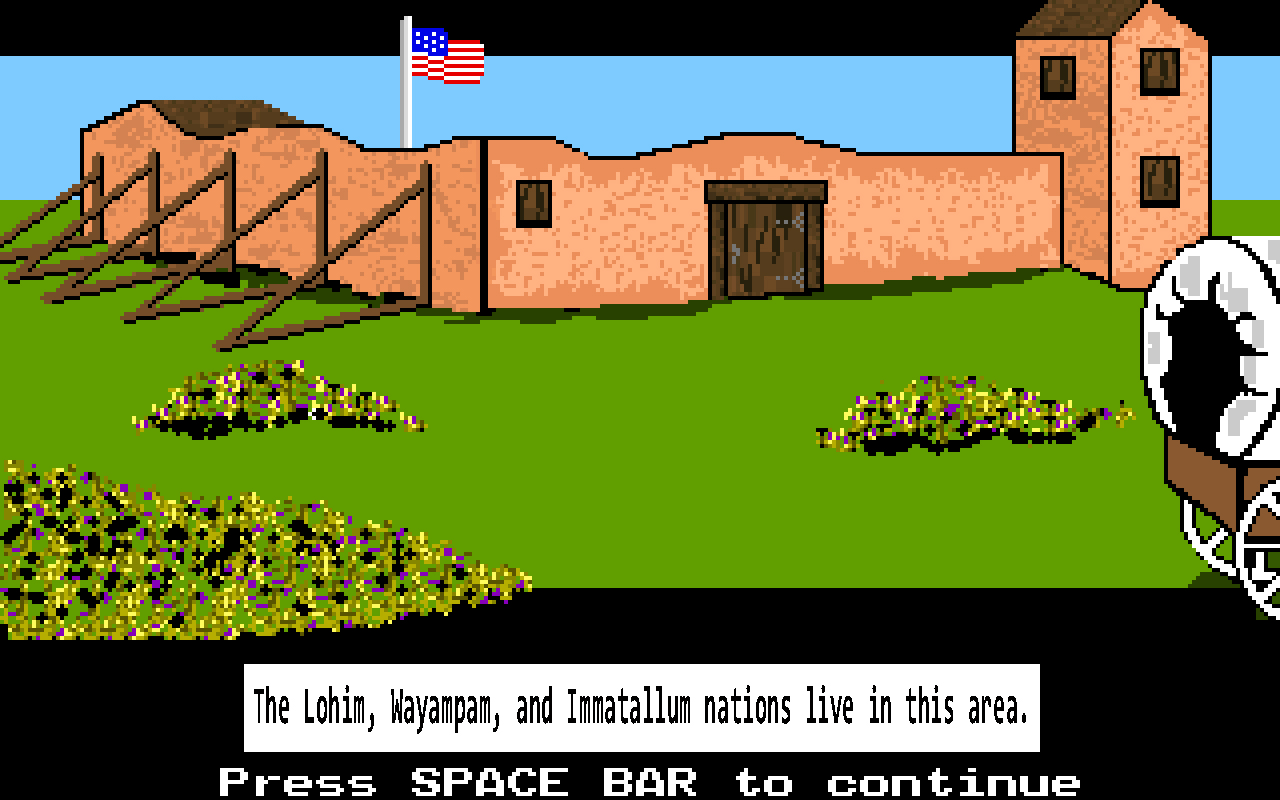 The Lohim, Wayampam, and Immatallum nations live in this area.
Press SPACE BAR to continue